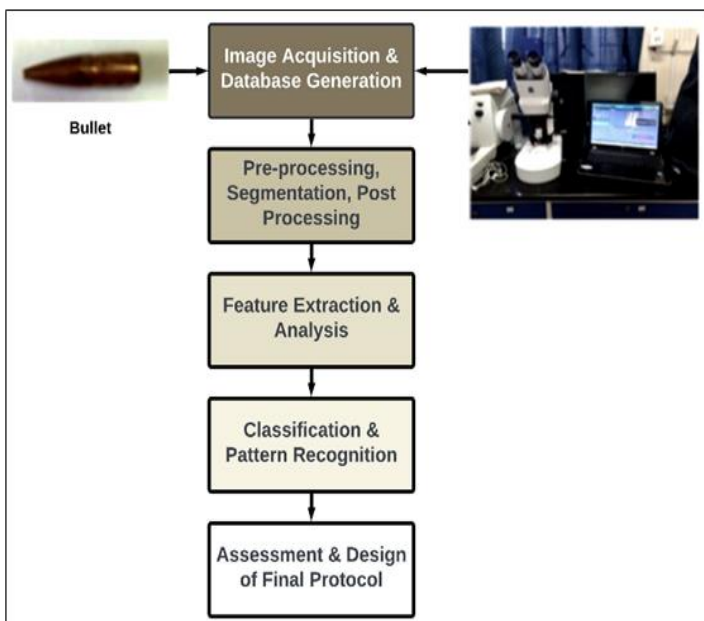 Image Acquisition &
Database Generation
Bullet
Pre-processing,
Segmentation, Post
Processing
Feature Extraction &
Analysis
Classification &
Pattern Recognition
Assessment & Design
of Final Protocol